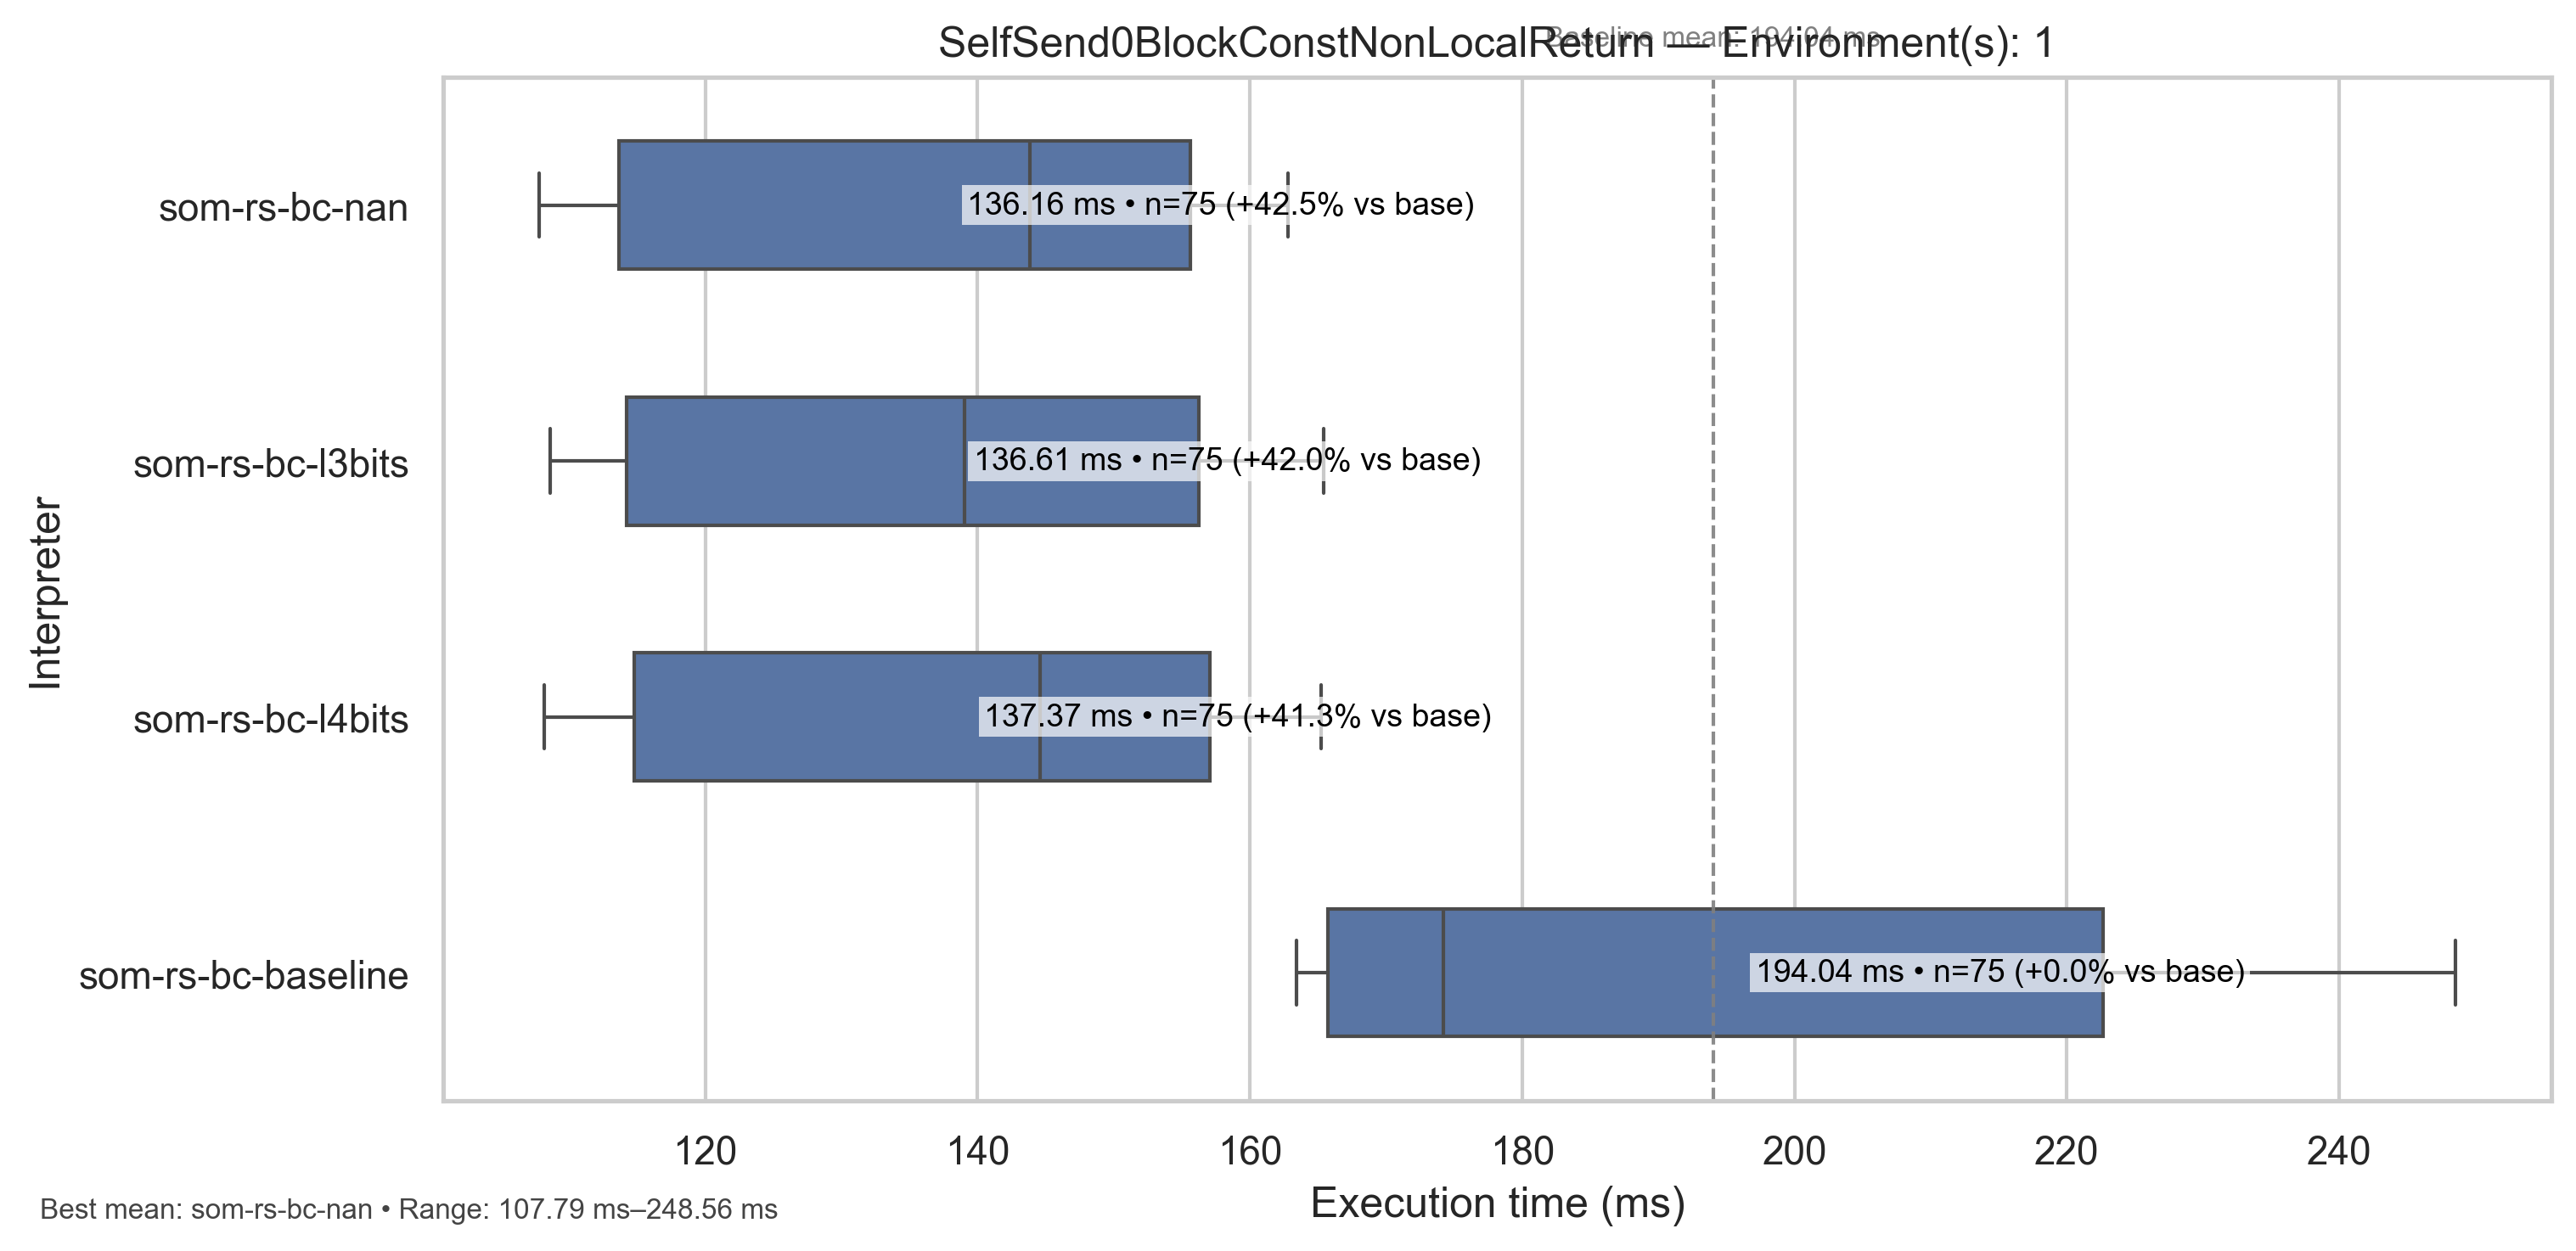 Baseline mean: 194.04 ms
SelfSend0BlockConstNonLocalReturn — Environment(s): 1
som-rs-bc-nan
136.16 ms • n=75 (+42.5% vs base)
som-rs-bc-l3bits
136.61 ms • n=75 (+42.0% vs base)
som-rs-bc-l4bits
137.37 ms • n=75 (+41.3% vs base)
som-rs-bc-baseline
194.04 ms • n=75 (+0.0% vs base)
Interpreter
120 140 160 180 200 220 240
Execution time (ms)
Best mean: som-rs-bc-nan • Range: 107.79 ms–248.56 ms